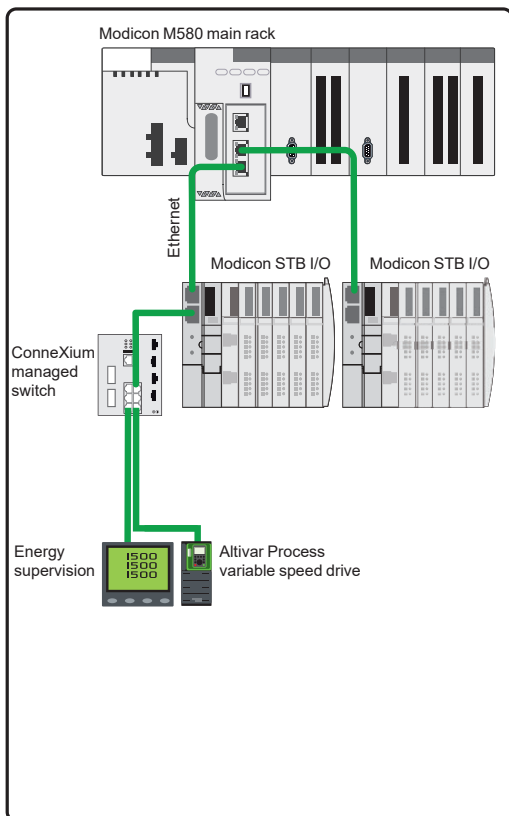 Modicon M580 main rack
Ethernet
Modicon STB I/O
Modicon STB I/O
ConneXium
managed
switch
Energy
supervision
1500
1500
1500
Altivar Process
variable speed drive